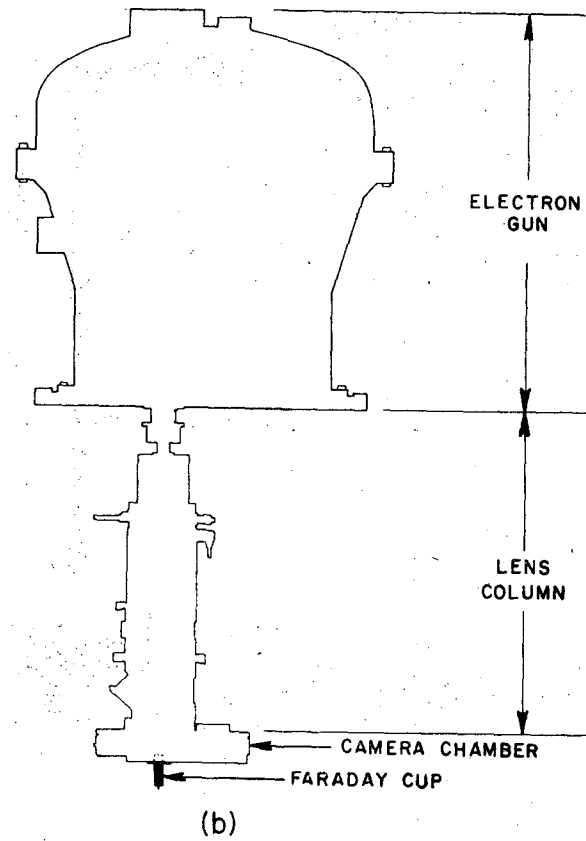 ELECTRON
GUN
LENS
COLUMN
CAMERA CHAMBER
FARADAY CUP
(b)